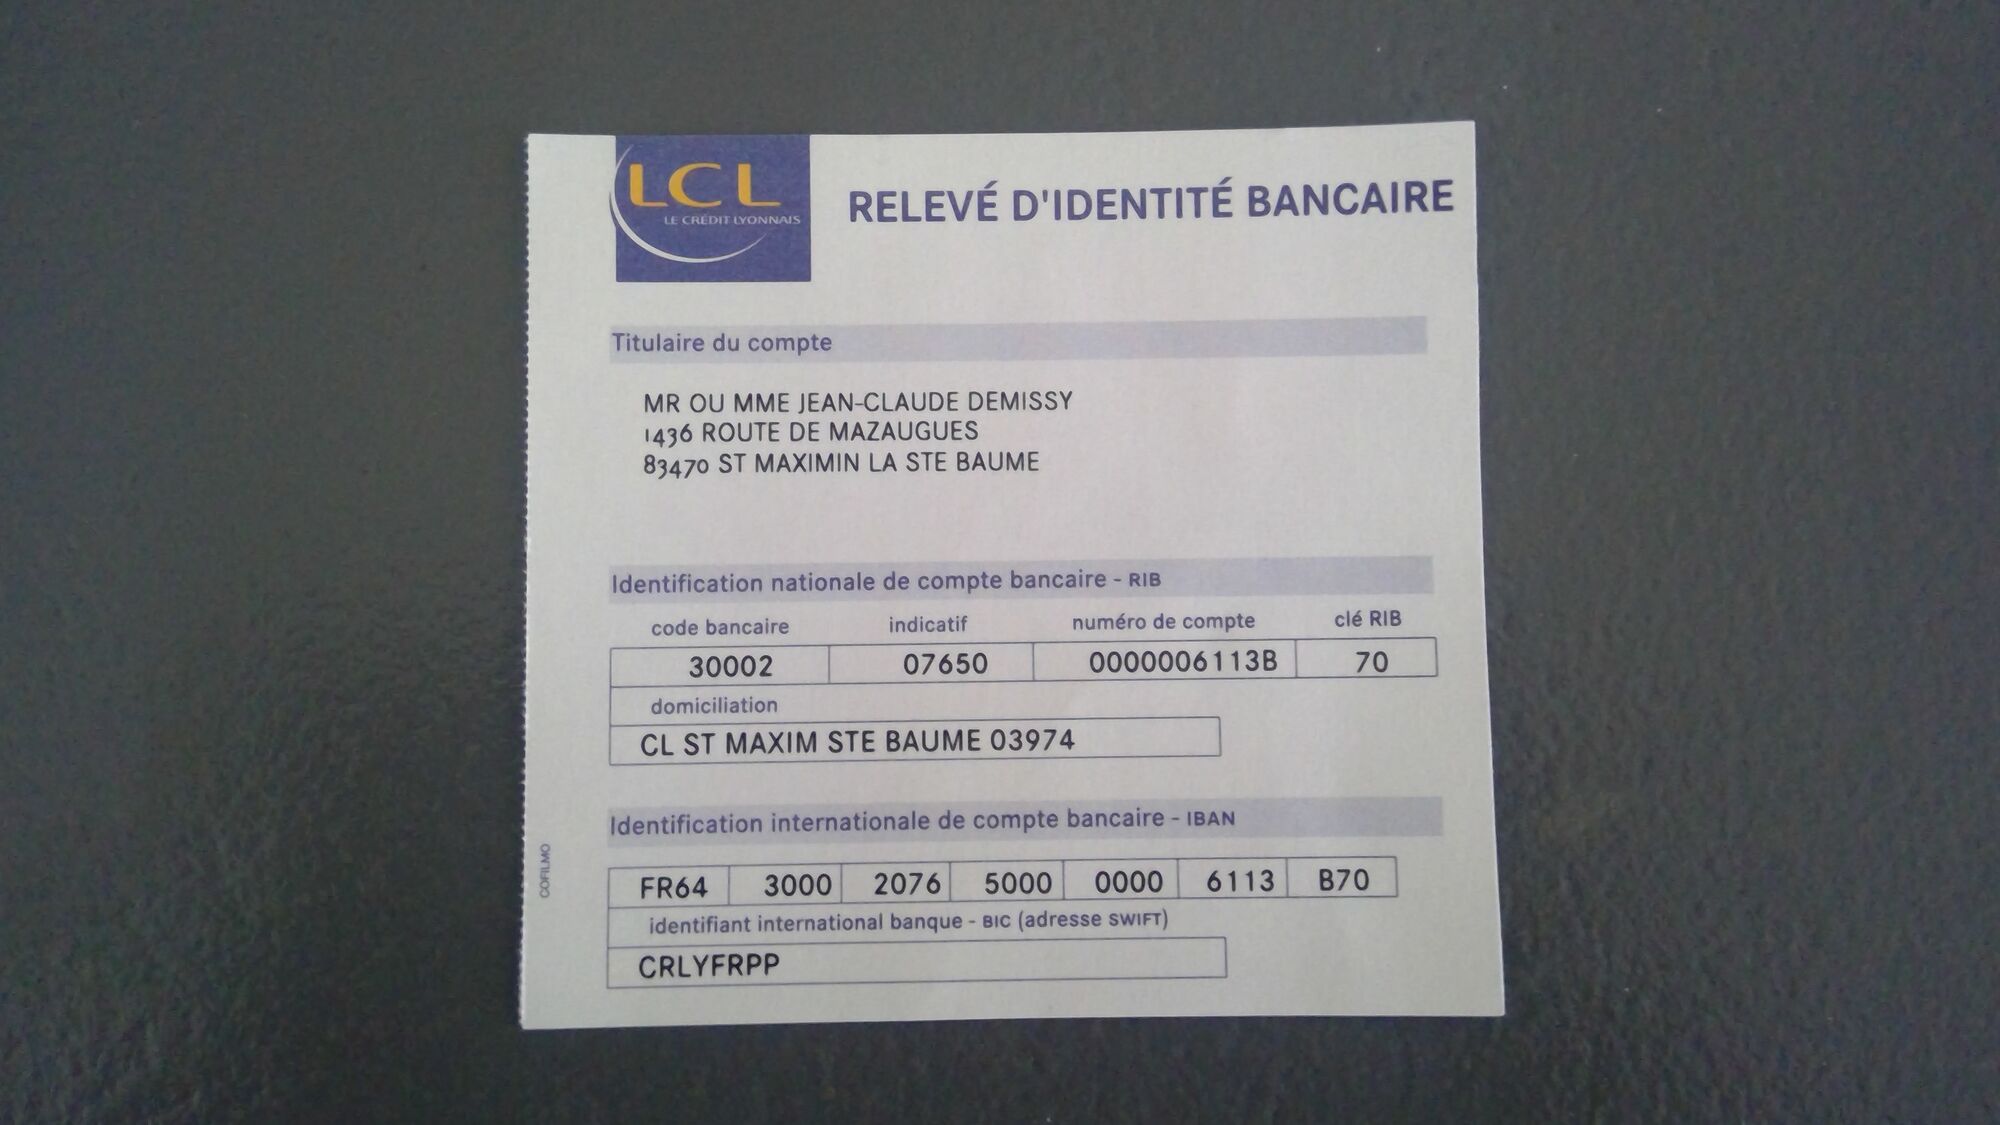 LCL
LE CRÉDIT LYONNAIS
RELEVÉ D'IDENTITÉ BANCAIRE
Titulaire du compte
MR OU MME JEAN-CLAUDE DEMISSY
1436 ROUTE DE MAZAUGUES
83470 ST MAXIMIN LA STE BAUME
Identification nationale de compte bancaire - RIB
code bancaire indicatif numéro de compte clé RIB
30002 07650 0000006113B 70
domiciliation
CL ST MAXIM STE BAUME 03974
Identification internationale de compte bancaire - IBAN
FR64 3000 2076 5000 0000 6113 B70
identifiant international banque - BIC (adresse SWIFT)
CRLYFRPP
COFILMO